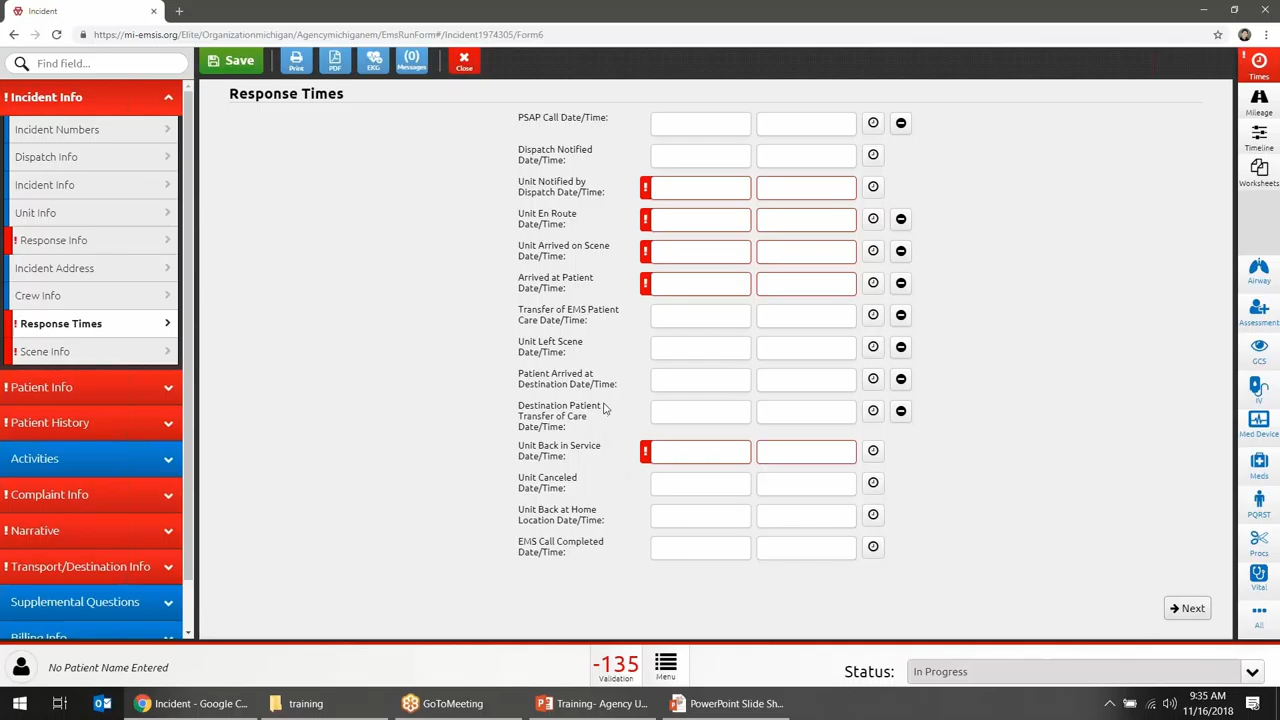 Incident
https://mi-emsis.org/Elite/Organizationmichigan/Agencymichiganem/EmsRunForm#/Incident1974305/Form6
Find field...
Save
Print
PDF
EKG
(0)
Messages
Close
! Times
Mileage
Timeline
Worksheets
Airway
Assessment
GCS
IV
Med Device
Meds
PQRST
Procs
Vital
All
! Incident Info
Incident Numbers
Dispatch Info
Incident Info
Unit Info
! Response Info
Incident Address
Crew Info
! Response Times
! Scene Info
! Patient Info
! Patient History
Activities
! Complaint Info
! Narrative
! Transport/Destination Info
Supplemental Questions
Billing Info
Response Times
PSAP Call Date/Time:
Dispatch Notified
Date/Time:
Unit Notified by
Dispatch Date/Time:
!
Unit En Route
Date/Time:
!
Unit Arrived on Scene
Date/Time:
!
Arrived at Patient
Date/Time:
!
Transfer of EMS Patient
Care Date/Time:
Unit Left Scene
Date/Time:
Patient Arrived at
Destination Date/Time:
Destination Patient
Transfer of Care
Date/Time:
Unit Back in Service
Date/Time:
!
Unit Canceled
Date/Time:
Unit Back at Home
Location Date/Time:
EMS Call Completed
Date/Time:
Next
No Patient Name Entered
-135
Validation
Menu
Status:
In Progress
Incident - Google C...
training
GoToMeeting
Training- Agency U...
PowerPoint Slide Sh...
9:35 AM
11/16/2018